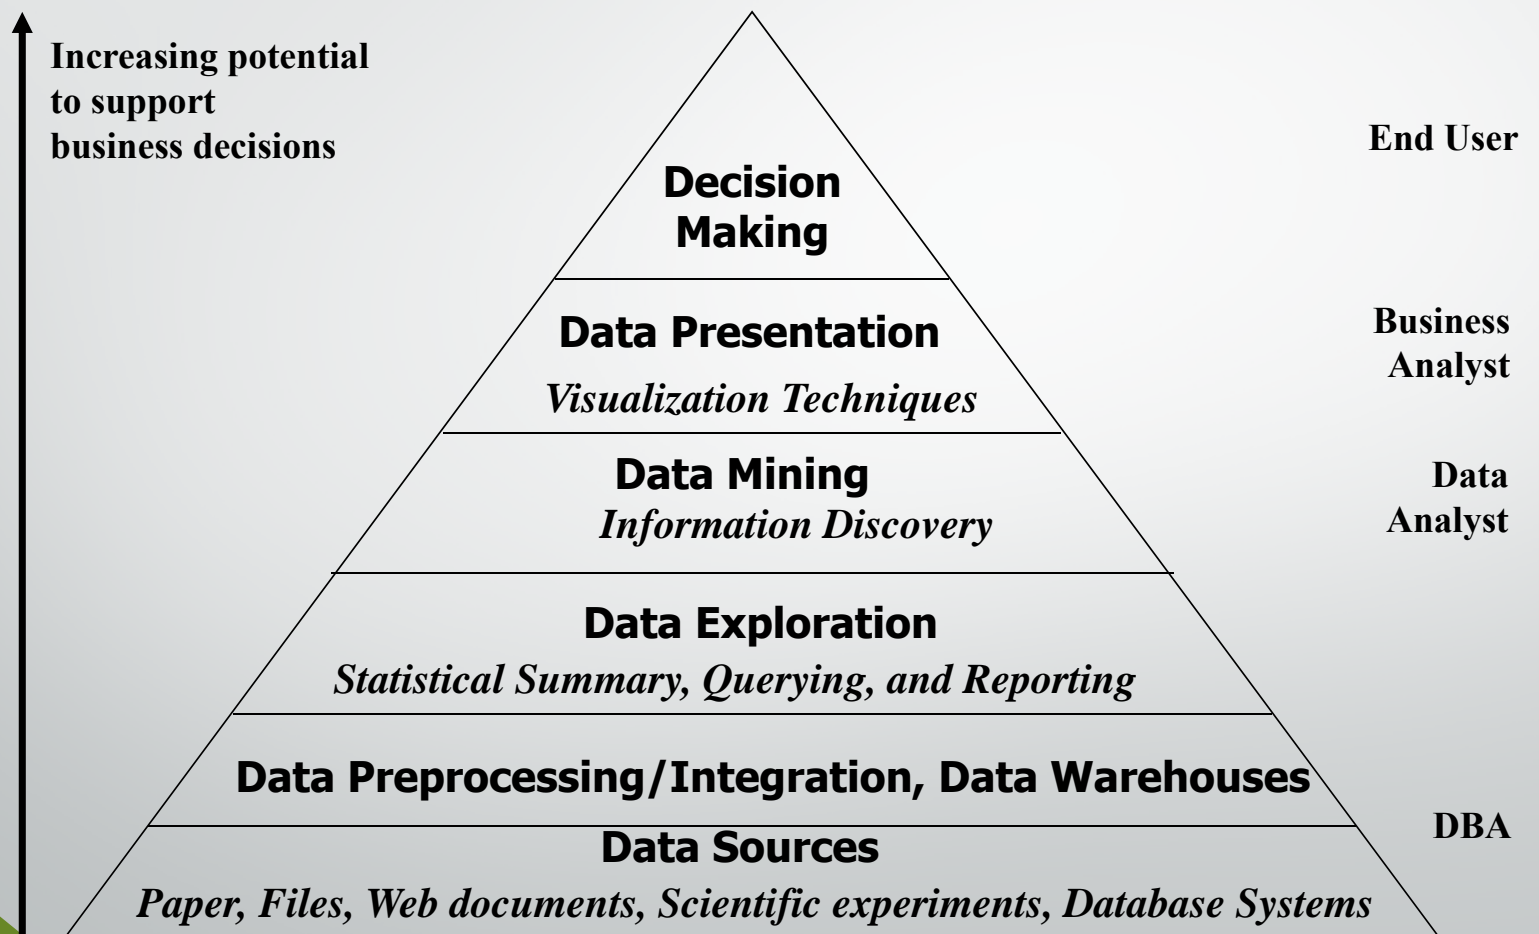 Increasing potential
to support
business decisions
End User
Decision
Making
Business
Analyst
Data Presentation
Visualization Techniques
Data
Analyst
Data Mining
Information Discovery
Data Exploration
Statistical Summary, Querying, and Reporting
Data Preprocessing/Integration, Data Warehouses
DBA
Data Sources
Paper, Files, Web documents, Scientific experiments, Database Systems